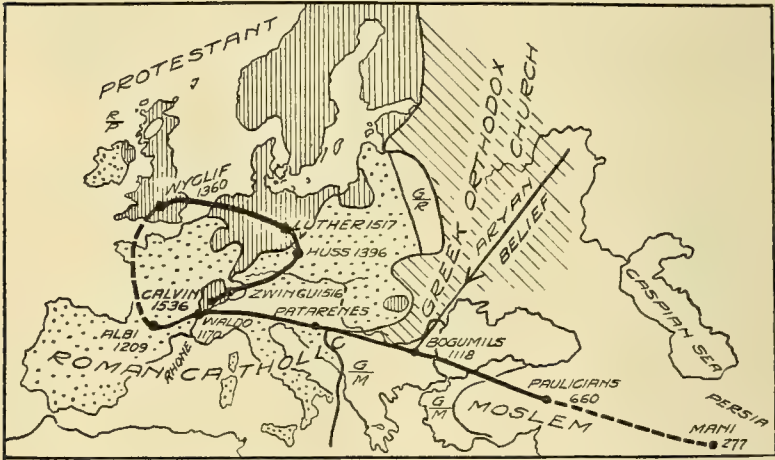 PROTESTANT
R/P
WYGLIF
1360
LUTHER 1517
HUSS 1396
G/R
GREEK ORTHODOX
CHURCH
ARYAN
BELIEF
CASPIAN SEA
CALVIN
1536
ZWINGLI 1516
PATARENES
ALBI
1209
WALDO
1170
RHONE
ROMAN CATHOLIC
G/M
BOGUMILS
1118
G/M
MOSLEM
PAULICIANS
660
PERSIA
MANI
277